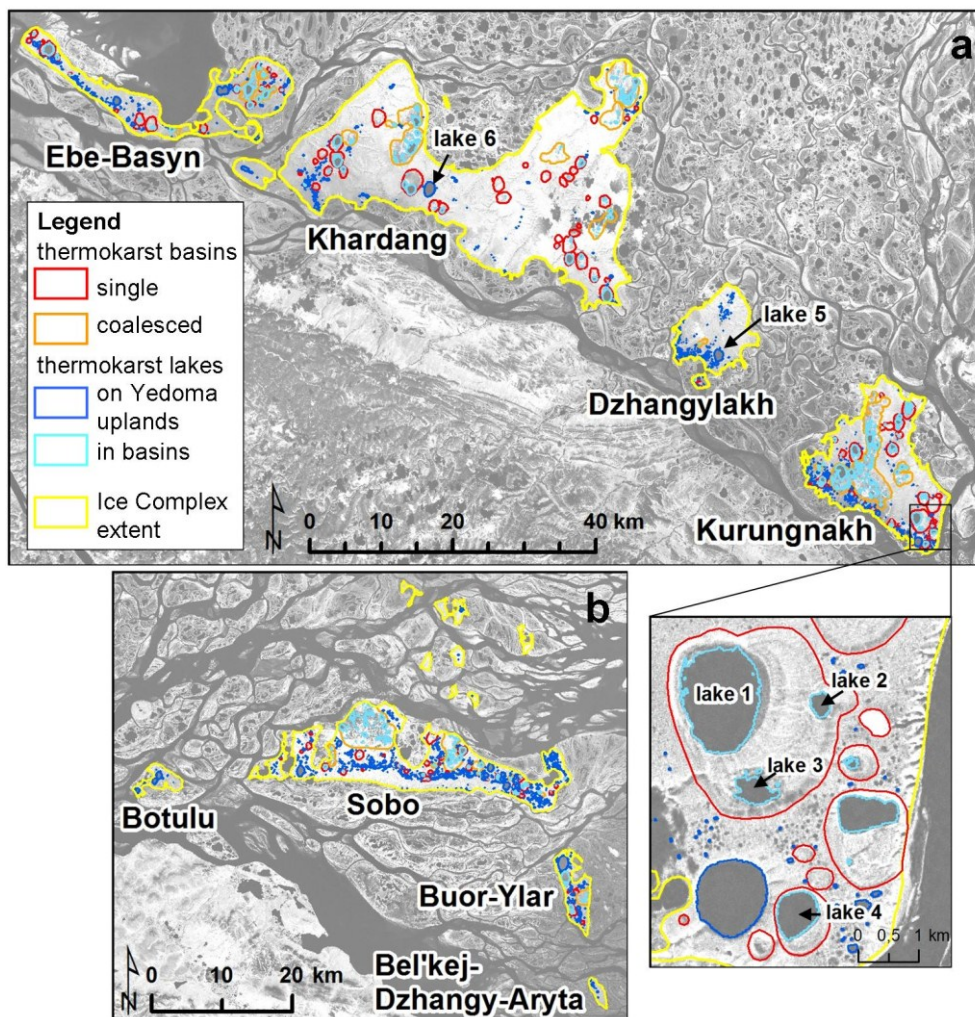 a
Ebe-Basyn
lake 6
Khardang
Legend
thermokarst basins
single
coalesced
thermokarst lakes
on Yedoma
uplands
in basins
Ice Complex
extent
lake 5
Dzhangylakh
Kurungnakh
N
0 10 20 40 km
b
Botulu
Sobo
Buor-Ylar
Bel'kej-
Dzhangy-Aryta
N
0 10 20 km
lake 1
lake 2
lake 3
lake 4
0 0,5 1 km